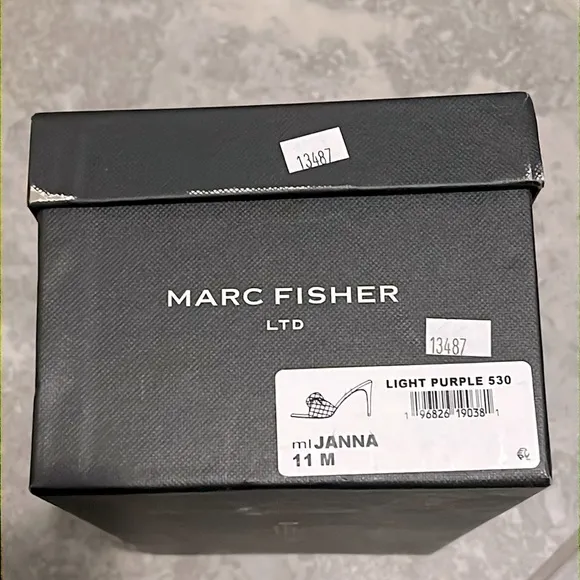 13487
MARC FISHER
LTD
13487
LIGHT PURPLE 530
1 96826 19038 1
mlJANNA
11 M